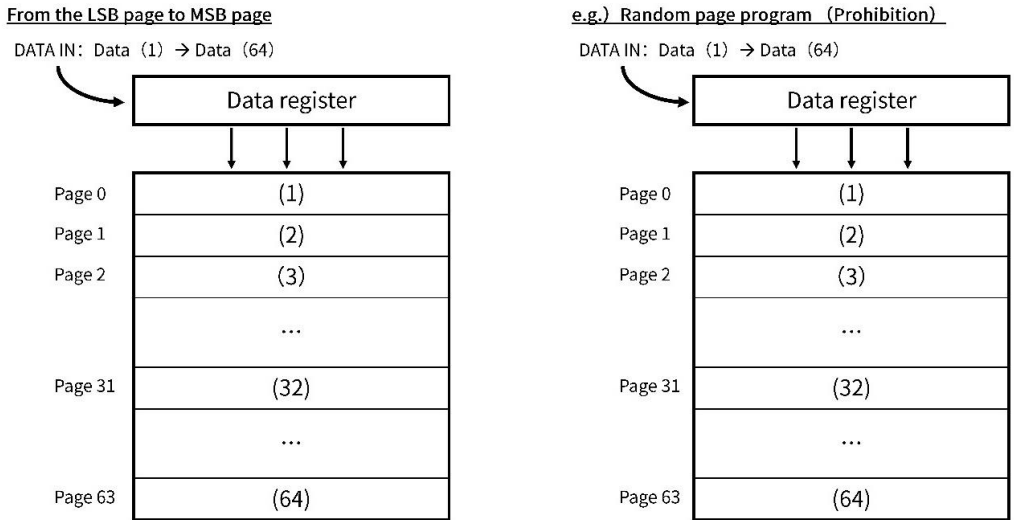 From the LSB page to MSB page
DATA IN: Data (1) → Data (64)
Data register
Page 0 (1)
Page 1 (2)
Page 2 (3)
...
Page 31 (32)
...
Page 63 (64)
e.g.) Random page program (Prohibition)
DATA IN: Data (1) → Data (64)
Data register
Page 0 (1)
Page 1 (2)
Page 2 (3)
...
Page 31 (32)
...
Page 63 (64)